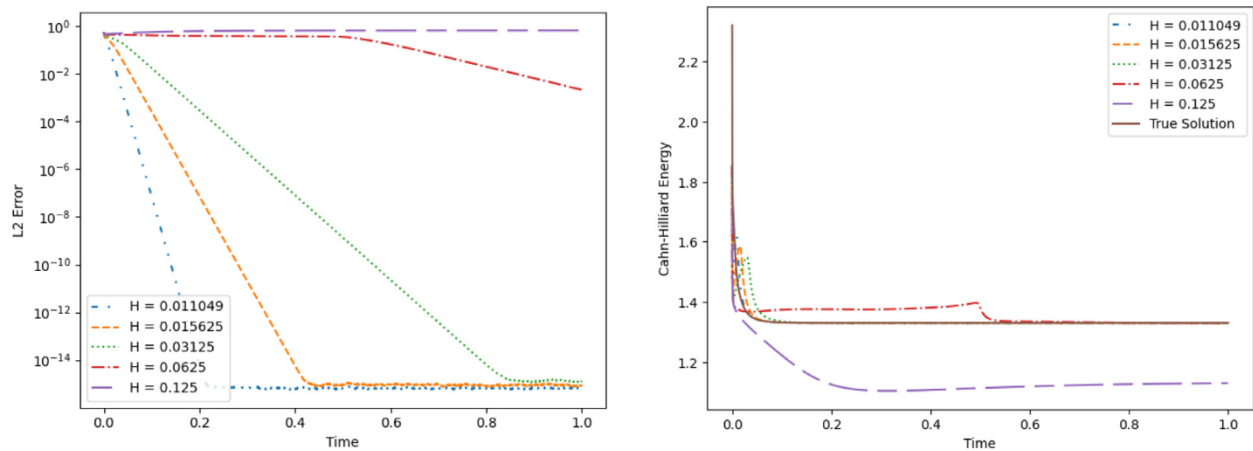 10^0
10^-2
10^-4
10^-6
10^-8
10^-10
10^-12
10^-14
L2 Error
H = 0.011049
H = 0.015625
H = 0.03125
H = 0.0625
H = 0.125
0.0 0.2 0.4 0.6 0.8 1.0
Time
2.2
2.0
1.8
1.6
1.4
1.2
Cahn-Hilliard Energy
H = 0.011049
H = 0.015625
H = 0.03125
H = 0.0625
H = 0.125
True Solution
0.0 0.2 0.4 0.6 0.8 1.0
Time